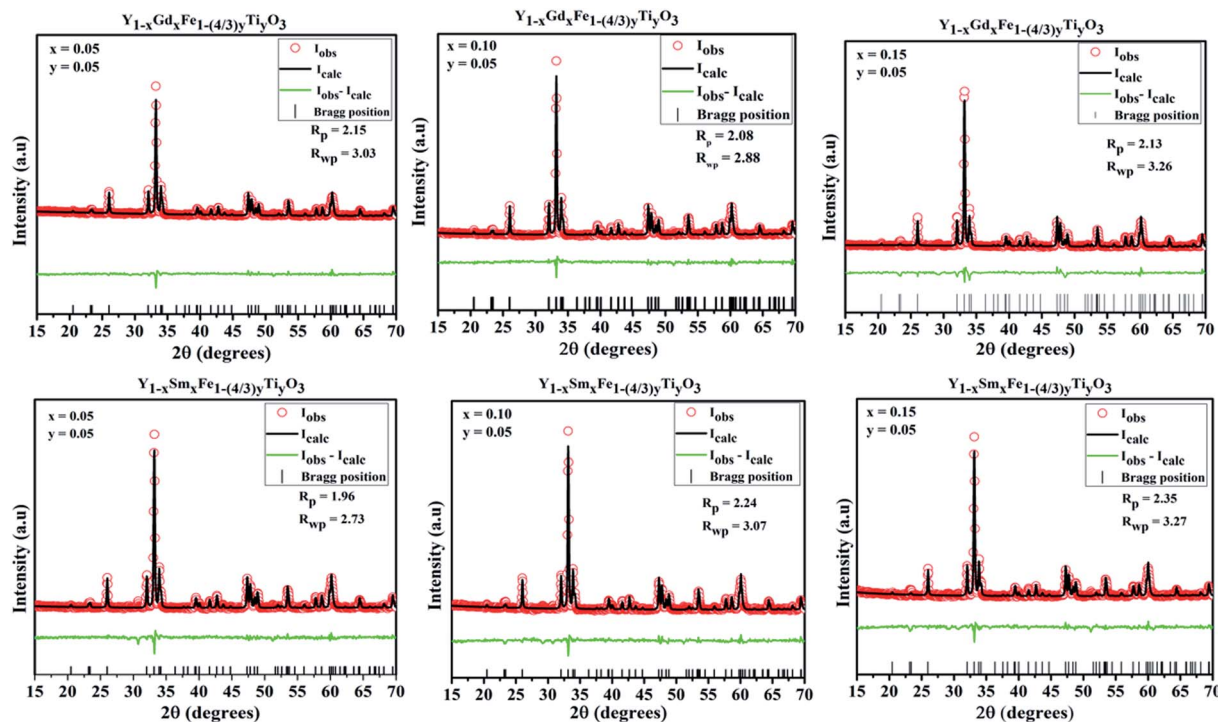 Y1-xGdxFe1-(4/3)yTiyO3
x = 0.05
y = 0.05
Iobs
Icalc
Iobs- Icalc
Bragg position
Rp = 2.15
Rwp = 3.03
Intensity (a.u)
15 20 25 30 35 40 45 50 55 60 65 70
2θ (degrees)
Y1-xGdxFe1-(4/3)yTiyO3
x = 0.10
y = 0.05
Iobs
Icalc
Iobs- Icalc
Bragg position
Rp = 2.08
Rwp = 2.88
Intensity (a.u)
15 20 25 30 35 40 45 50 55 60 65 70
2θ (degrees)
Y1-xGdxFe1-(4/3)yTiyO3
x = 0.15
y = 0.05
Iobs
Icalc
Iobs- Icalc
Bragg position
Rp = 2.13
Rwp = 3.26
Intensity (a.u)
15 20 25 30 35 40 45 50 55 60 65 70
2θ (degrees)
Y1-xSmxFe1-(4/3)yTiyO3
x = 0.05
y = 0.05
Iobs
Icalc
Iobs - Icalc
Bragg position
Rp = 1.96
Rwp = 2.73
Intensity (a.u)
15 20 25 30 35 40 45 50 55 60 65 70
2θ (degrees)
Y1-xSmxFe1-(4/3)yTiyO3
x = 0.10
y = 0.05
Iobs
Icalc
Iobs - Icalc
Bragg position
Rp = 2.24
Rwp = 3.07
Intensity (a.u)
15 20 25 30 35 40 45 50 55 60 65 70
2θ (degrees)
Y1-xSmxFe1-(4/3)yTiyO3
x = 0.15
y = 0.05
Iobs
Icalc
Iobs - Icalc
Bragg position
Rp = 2.35
Rwp = 3.27
Intensity (a.u)
15 20 25 30 35 40 45 50 55 60 65 70
2θ (degrees)